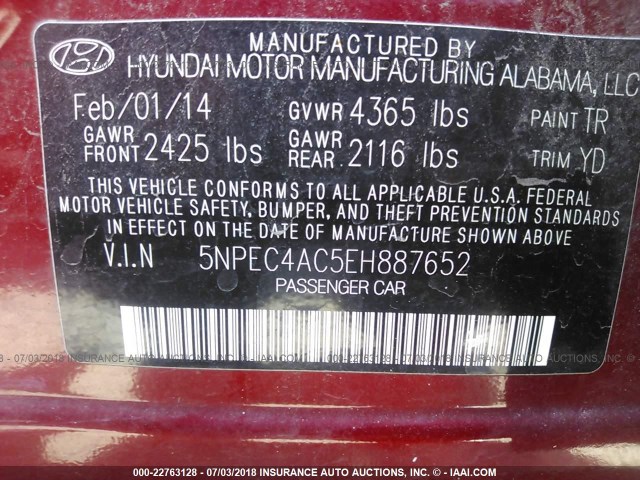 MANUFACTURED BY
HYUNDAI MOTOR MANUFACTURING ALABAMA, LLC
Feb/01/14 GVWR 4365 lbs PAINT TR
GAWR FRONT 2425 lbs GAWR REAR 2116 lbs TRIM YD
THIS VEHICLE CONFORMS TO ALL APPLICABLE U.S.A. FEDERAL
MOTOR VEHICLE SAFETY, BUMPER, AND THEFT PREVENTION STANDARDS
IN EFFECT ON THE DATE OF MANUFACTURE SHOWN ABOVE
V.I.N 5NPEC4AC5EH887652
PASSENGER CAR
000-22763128 - 07/03/2018 INSURANCE AUTO AUCTIONS INC. - © - IAAI.COM